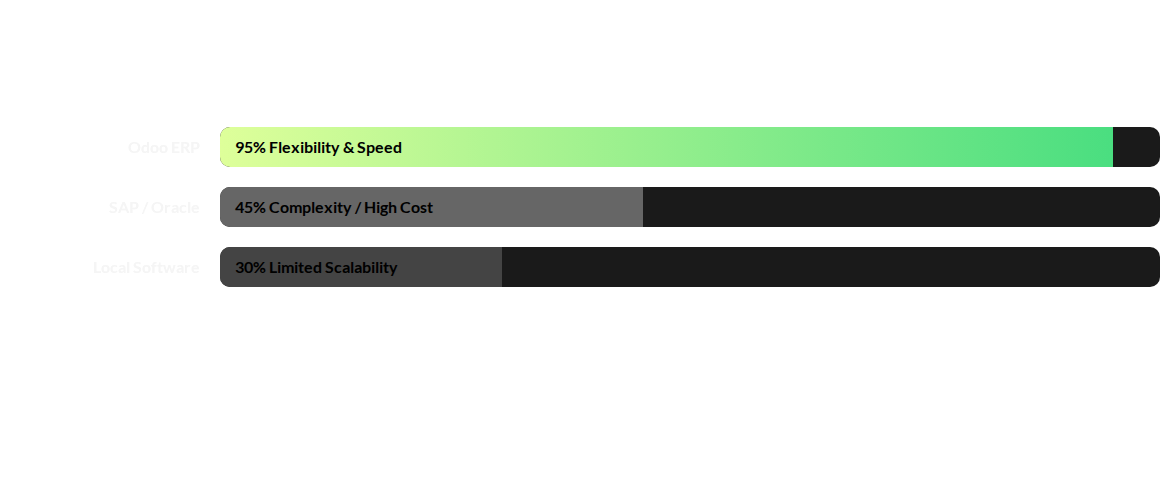 Odoo ERP
95% Flexibility & Speed
SAP / Oracle
45% Complexity / High Cost
Local Software
30% Limited Scalability